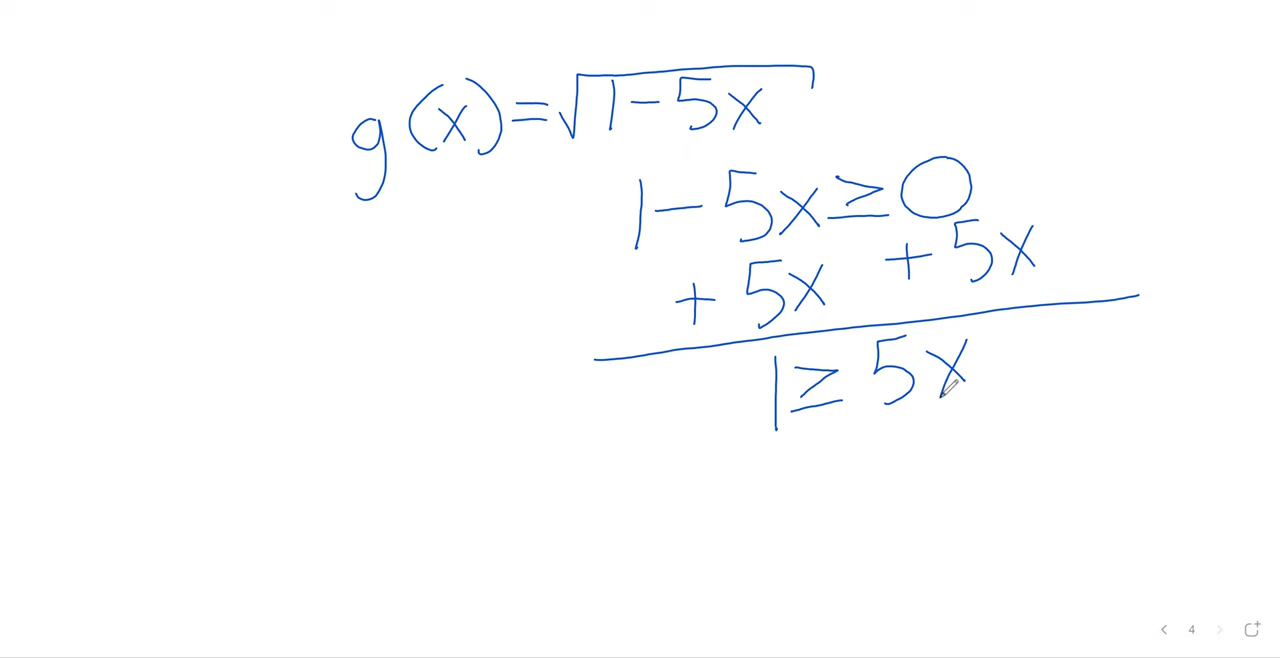 g(x)=√1-5x
1-5x≥0
+5x +5x
1≥5x
4